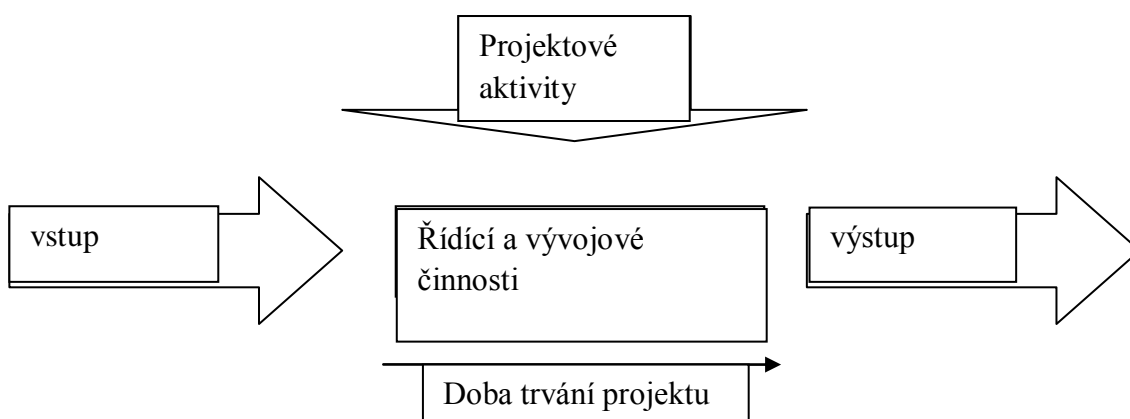 Projektové
aktivity
vstup
Řídící a vývojové
činnosti
výstup
Doba trvání projektu